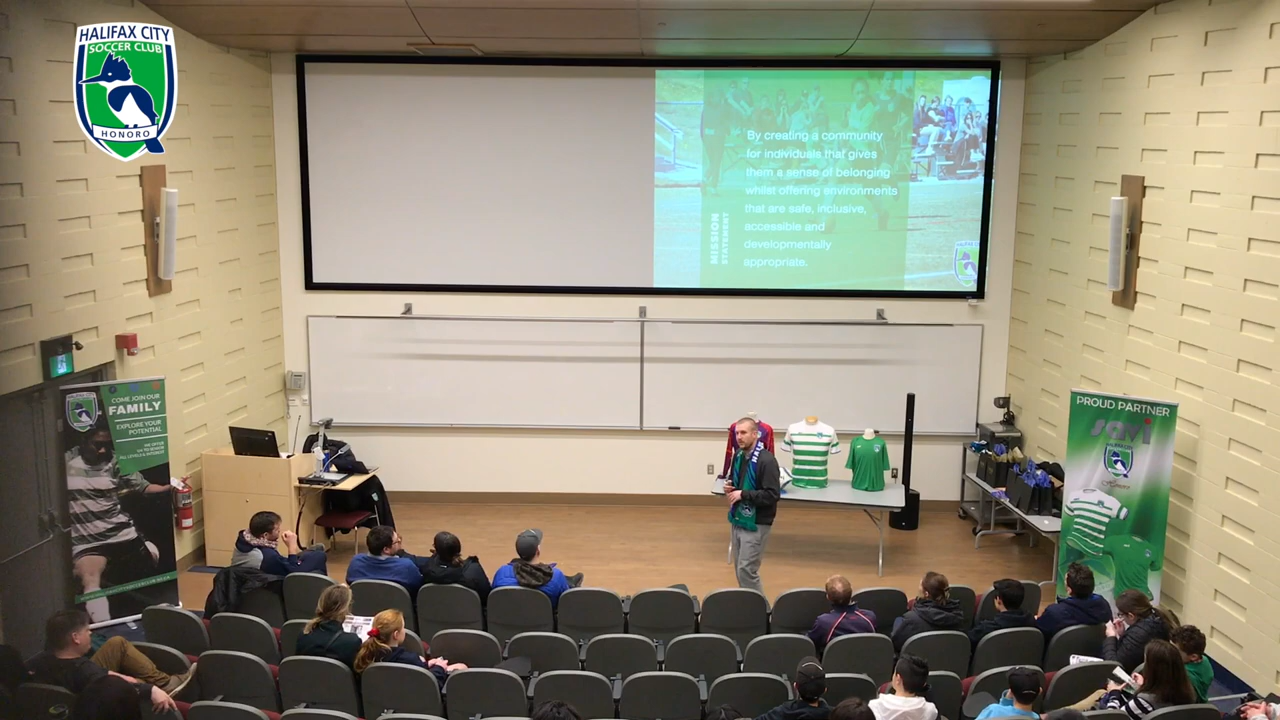 HALIFAX CITY
SOCCER CLUB
HONORO
By creating a community
for individuals that gives
them a sense of belonging
whilst offering environments
that are safe, inclusive,
accessible and
developmentally
appropriate.
MISSION
STATEMENT
COME JOIN OUR
FAMILY
EXPLORE YOUR
POTENTIAL
PROUD PARTNER